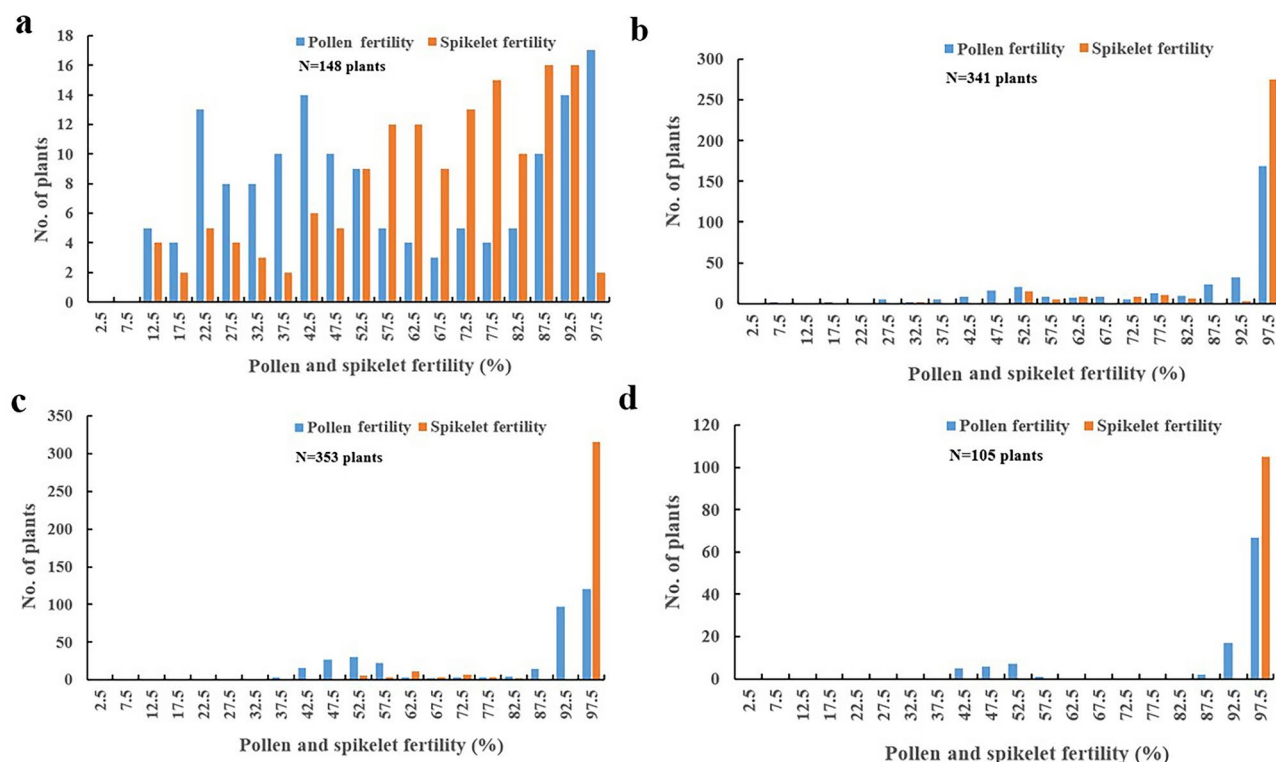 a
18
16
14
12
10
8
6
4
2
0
No. of plants
Pollen fertility Spikelet fertility
N=148 plants
2.5 7.5 12.5 17.5 22.5 27.5 32.5 37.5 42.5 47.5 52.5 57.5 62.5 67.5 72.5 77.5 82.5 87.5 92.5 97.5
Pollen and spikelet fertility (%)
b
300
250
200
150
100
50
0
No. of plants
Pollen fertility Spikelet fertility
N=341 plants
2.5 7.5 12.5 17.5 22.5 27.5 32.5 37.5 42.5 47.5 52.5 57.5 62.5 67.5 72.5 77.5 82.5 87.5 92.5 97.5
Pollen and spikelet fertility (%)
c
350
300
250
200
150
100
50
0
No. of plants
Pollen fertility Spikelet fertility
N=353 plants
2.5 7.5 12.5 17.5 22.5 27.5 32.5 37.5 42.5 47.5 52.5 57.5 62.5 67.5 72.5 77.5 82.5 87.5 92.5 97.5
Pollen and spikelet fertility (%)
d
120
100
80
60
40
20
0
No. of plants
Pollen fertility Spikelet fertility
N=105 plants
2.5 7.5 12.5 17.5 22.5 27.5 32.5 37.5 42.5 47.5 52.5 57.5 62.5 67.5 72.5 77.5 82.5 87.5 92.5 97.5
Pollen and spikelet fertility (%)